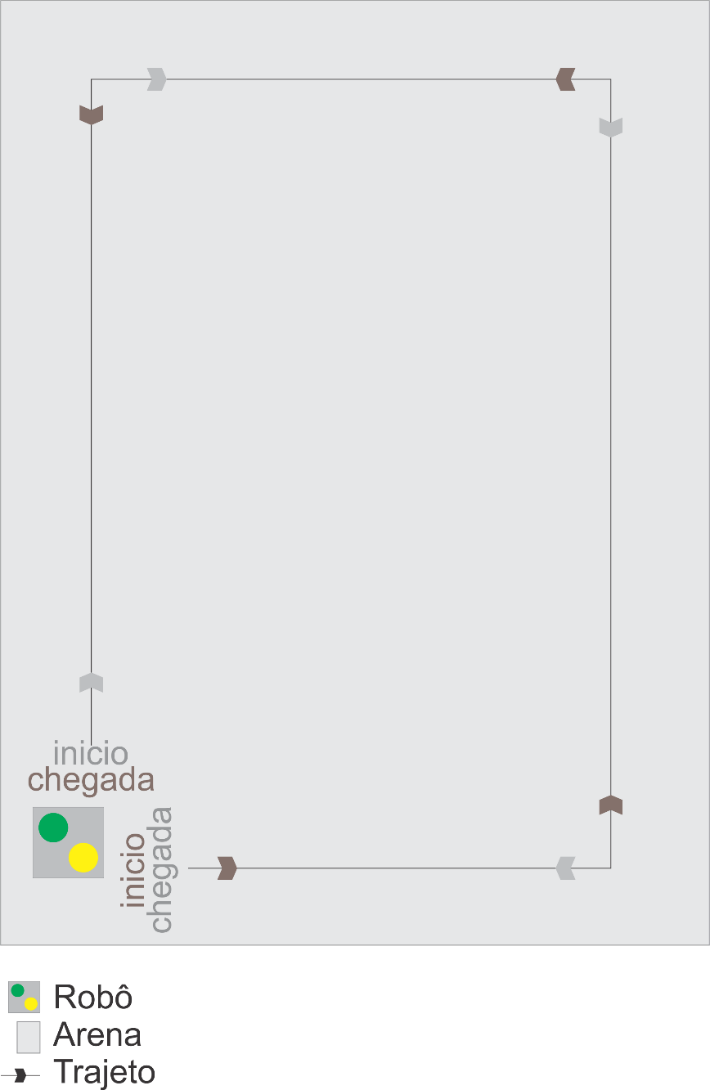 inicio
chegada
inicio
chegada
Robô
Arena
Trajeto